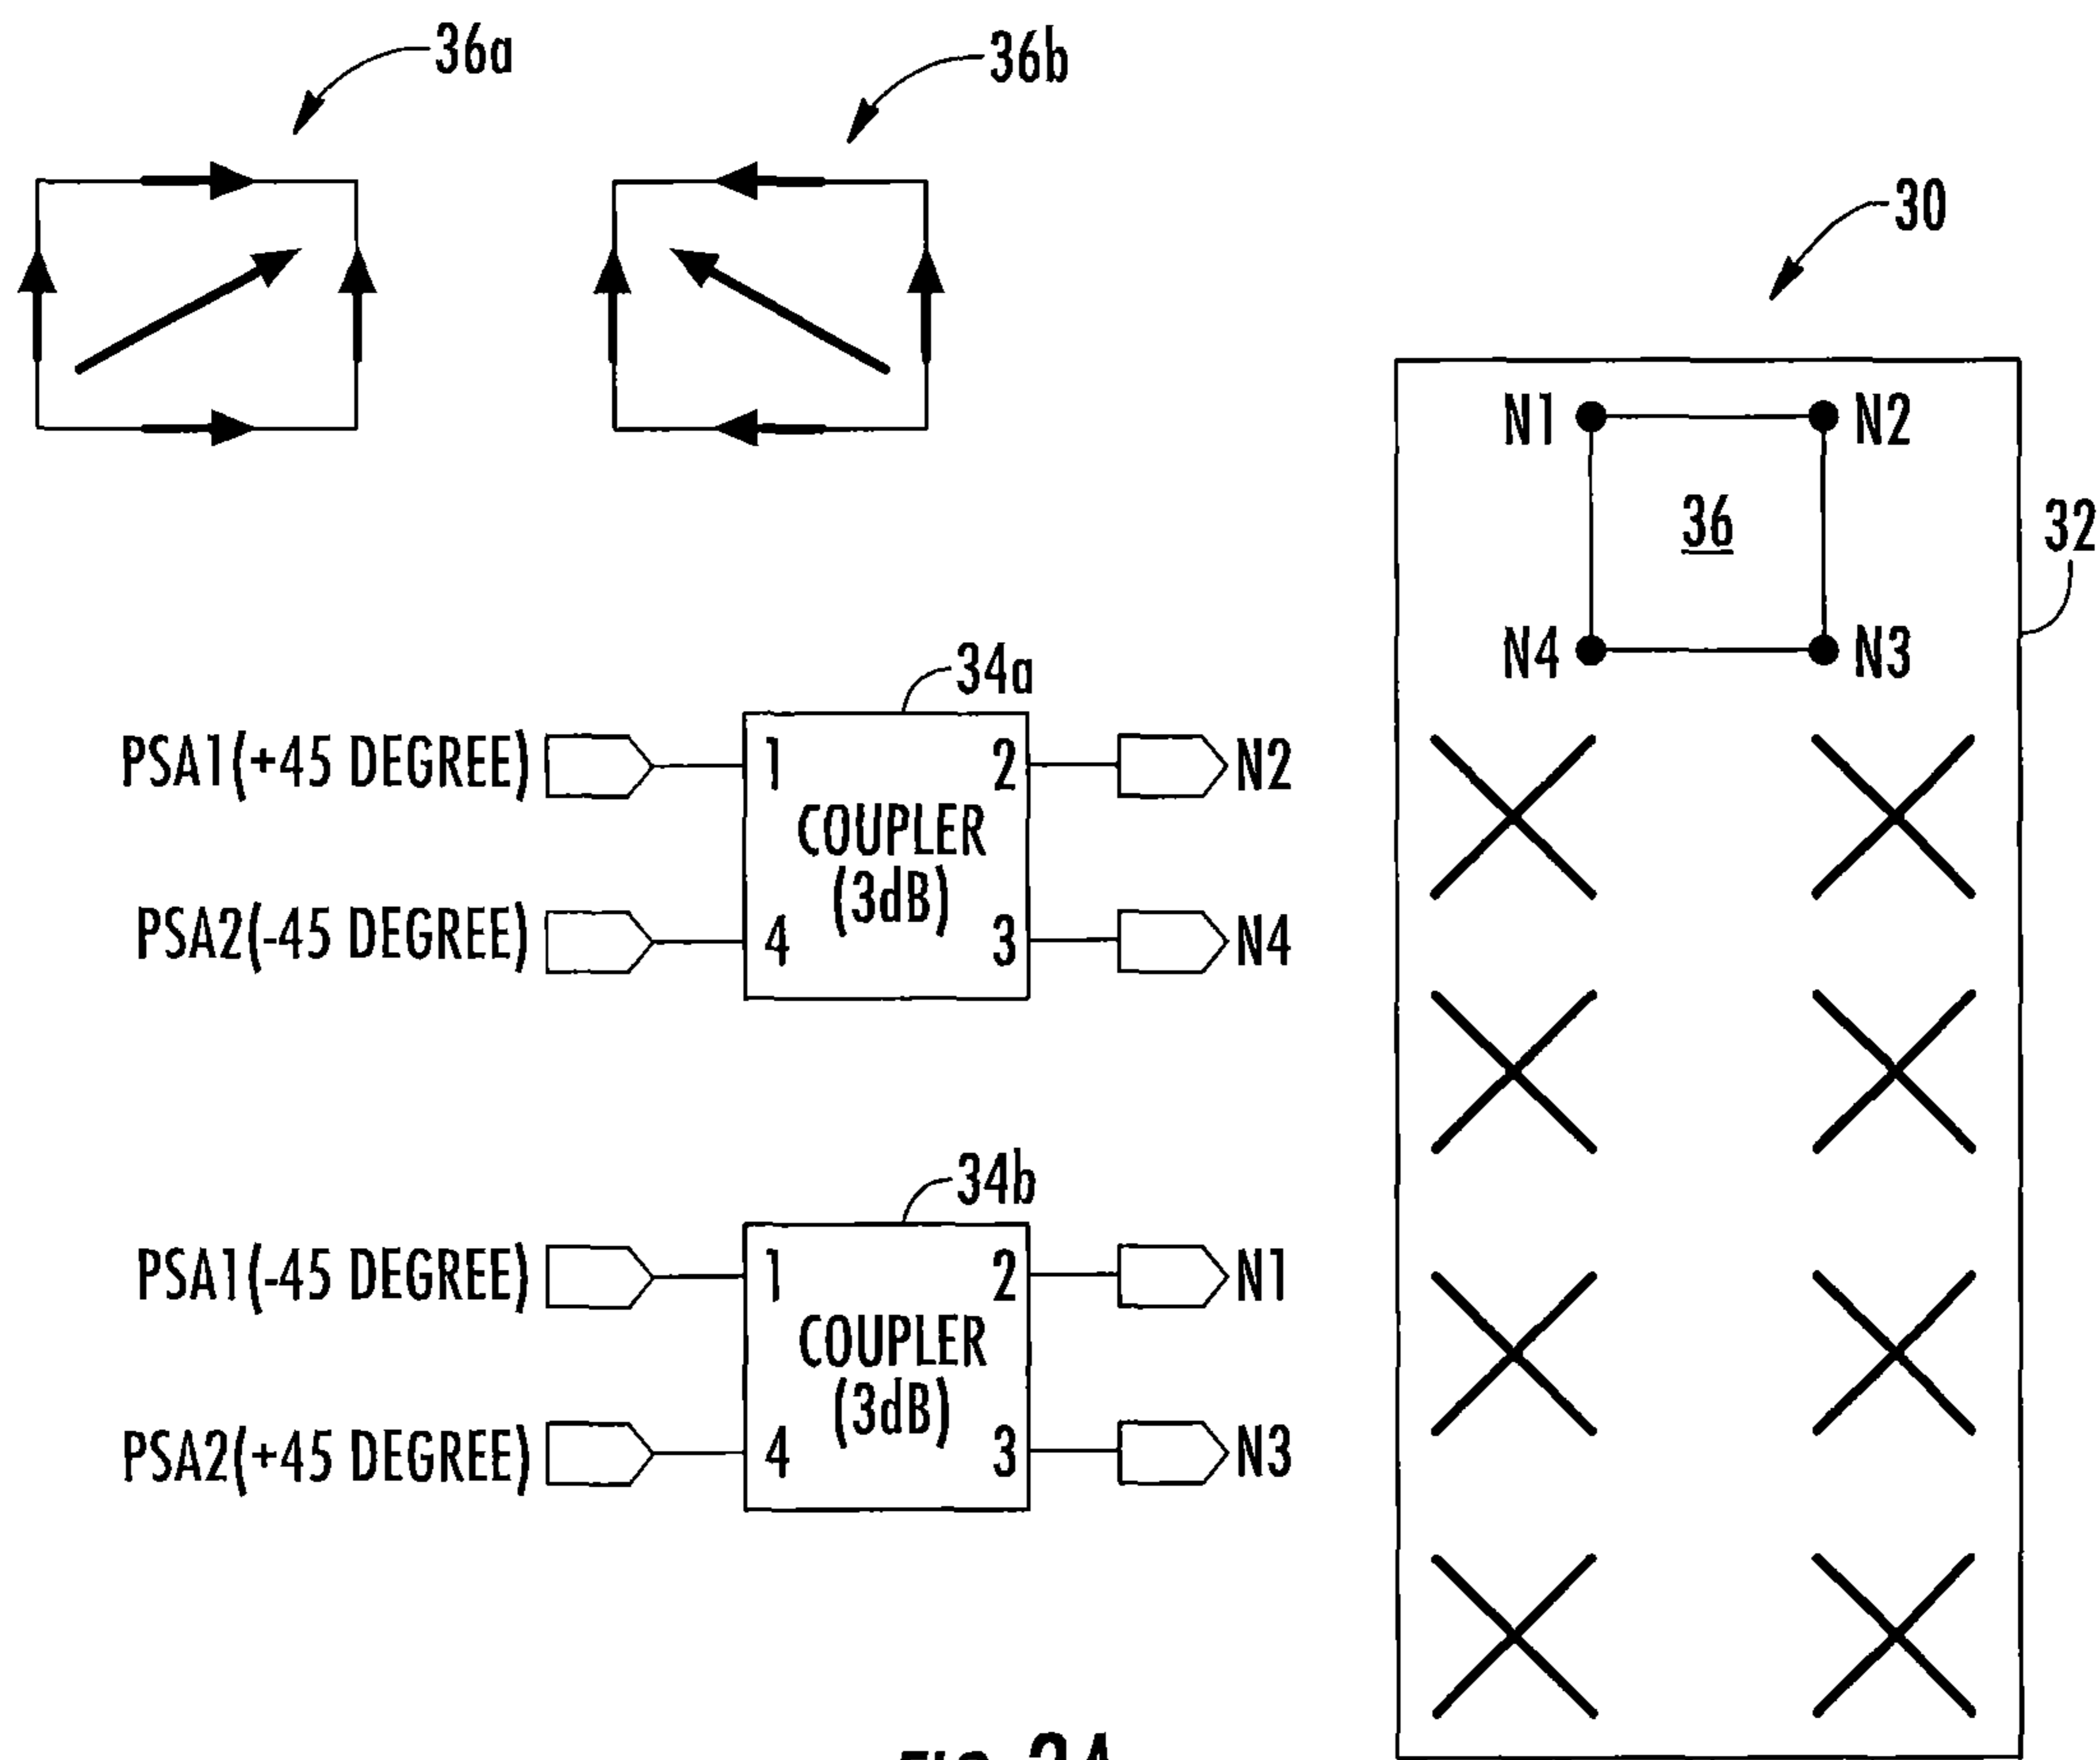 36a
36b
30
N1
N2
36
32
N4
N3
34a
PSA1(+45 DEGREE)
1
2
N2
COUPLER
(3dB)
PSA2(-45 DEGREE)
4
3
N4
34b
PSA1(-45 DEGREE)
1
2
N1
COUPLER
(3dB)
PSA2(+45 DEGREE)
4
3
N3